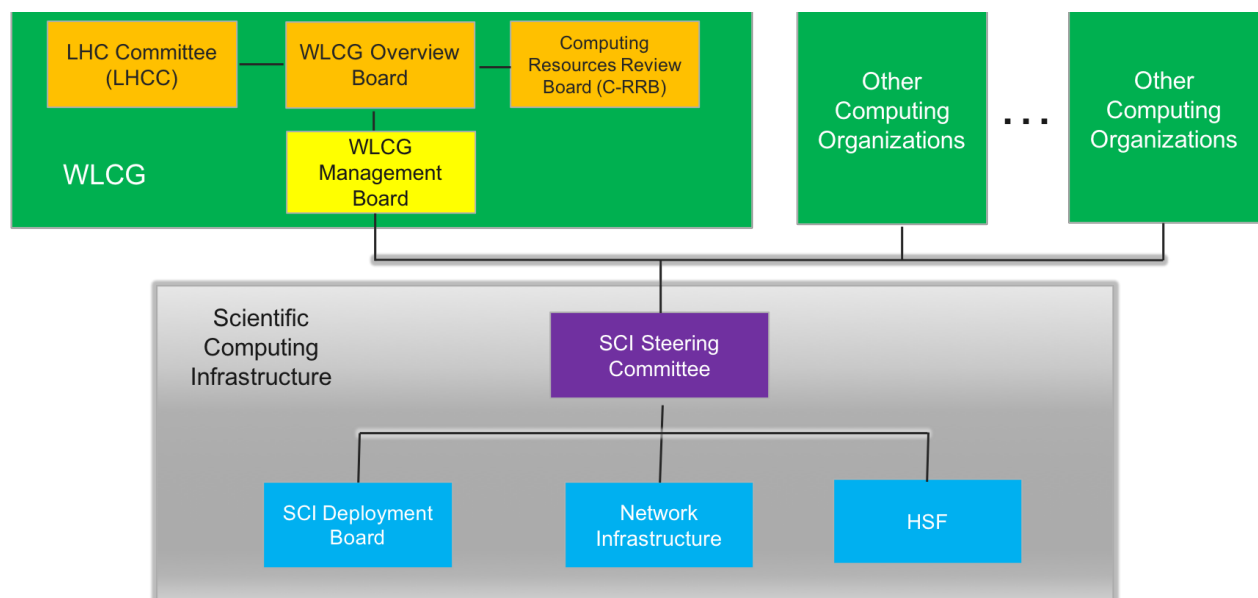 LHC Committee
(LHCC)
WLCG Overview
Board
Computing
Resources Review
Board (C-RRB)
WLCG
Management
Board
WLCG
Other
Computing
Organizations
...
Other
Computing
Organizations
Scientific
Computing
Infrastructure
SCI Steering
Committee
SCI Deployment
Board
Network
Infrastructure
HSF